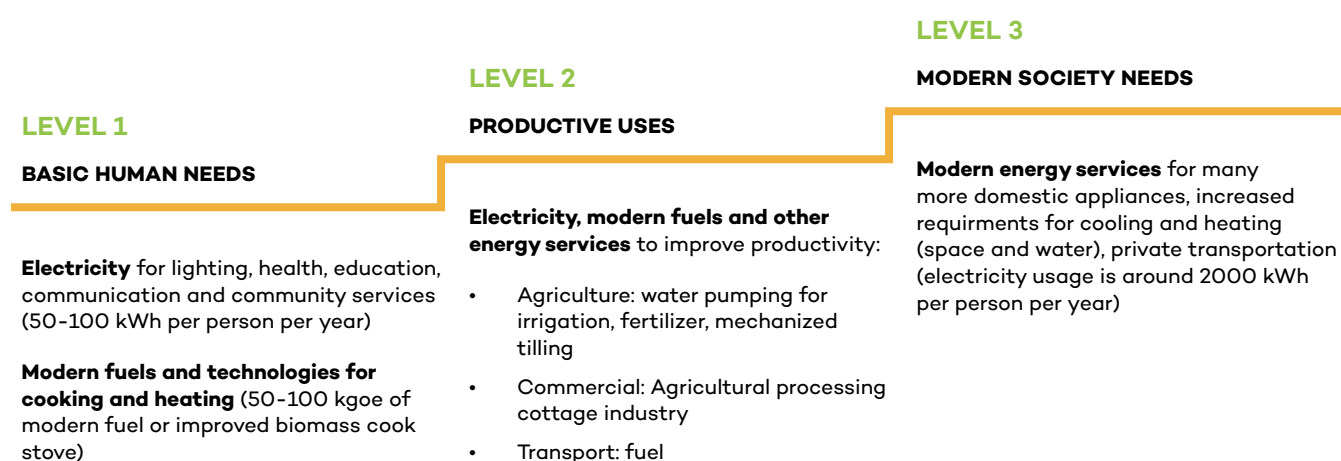 LEVEL 1
BASIC HUMAN NEEDS
Electricity for lighting, health, education,
communication and community services
(50-100 kWh per person per year)
Modern fuels and technologies for
cooking and heating (50-100 kgoe of
modern fuel or improved biomass cook
stove)
LEVEL 2
PRODUCTIVE USES
Electricity, modern fuels and other
energy services to improve productivity:
• Agriculture: water pumping for
irrigation, fertilizer, mechanized
tilling
• Commercial: Agricultural processing
cottage industry
• Transport: fuel
LEVEL 3
MODERN SOCIETY NEEDS
Modern energy services for many
more domestic appliances, increased
requirments for cooling and heating
(space and water), private transportation
(electricity usage is around 2000 kWh
per person per year)